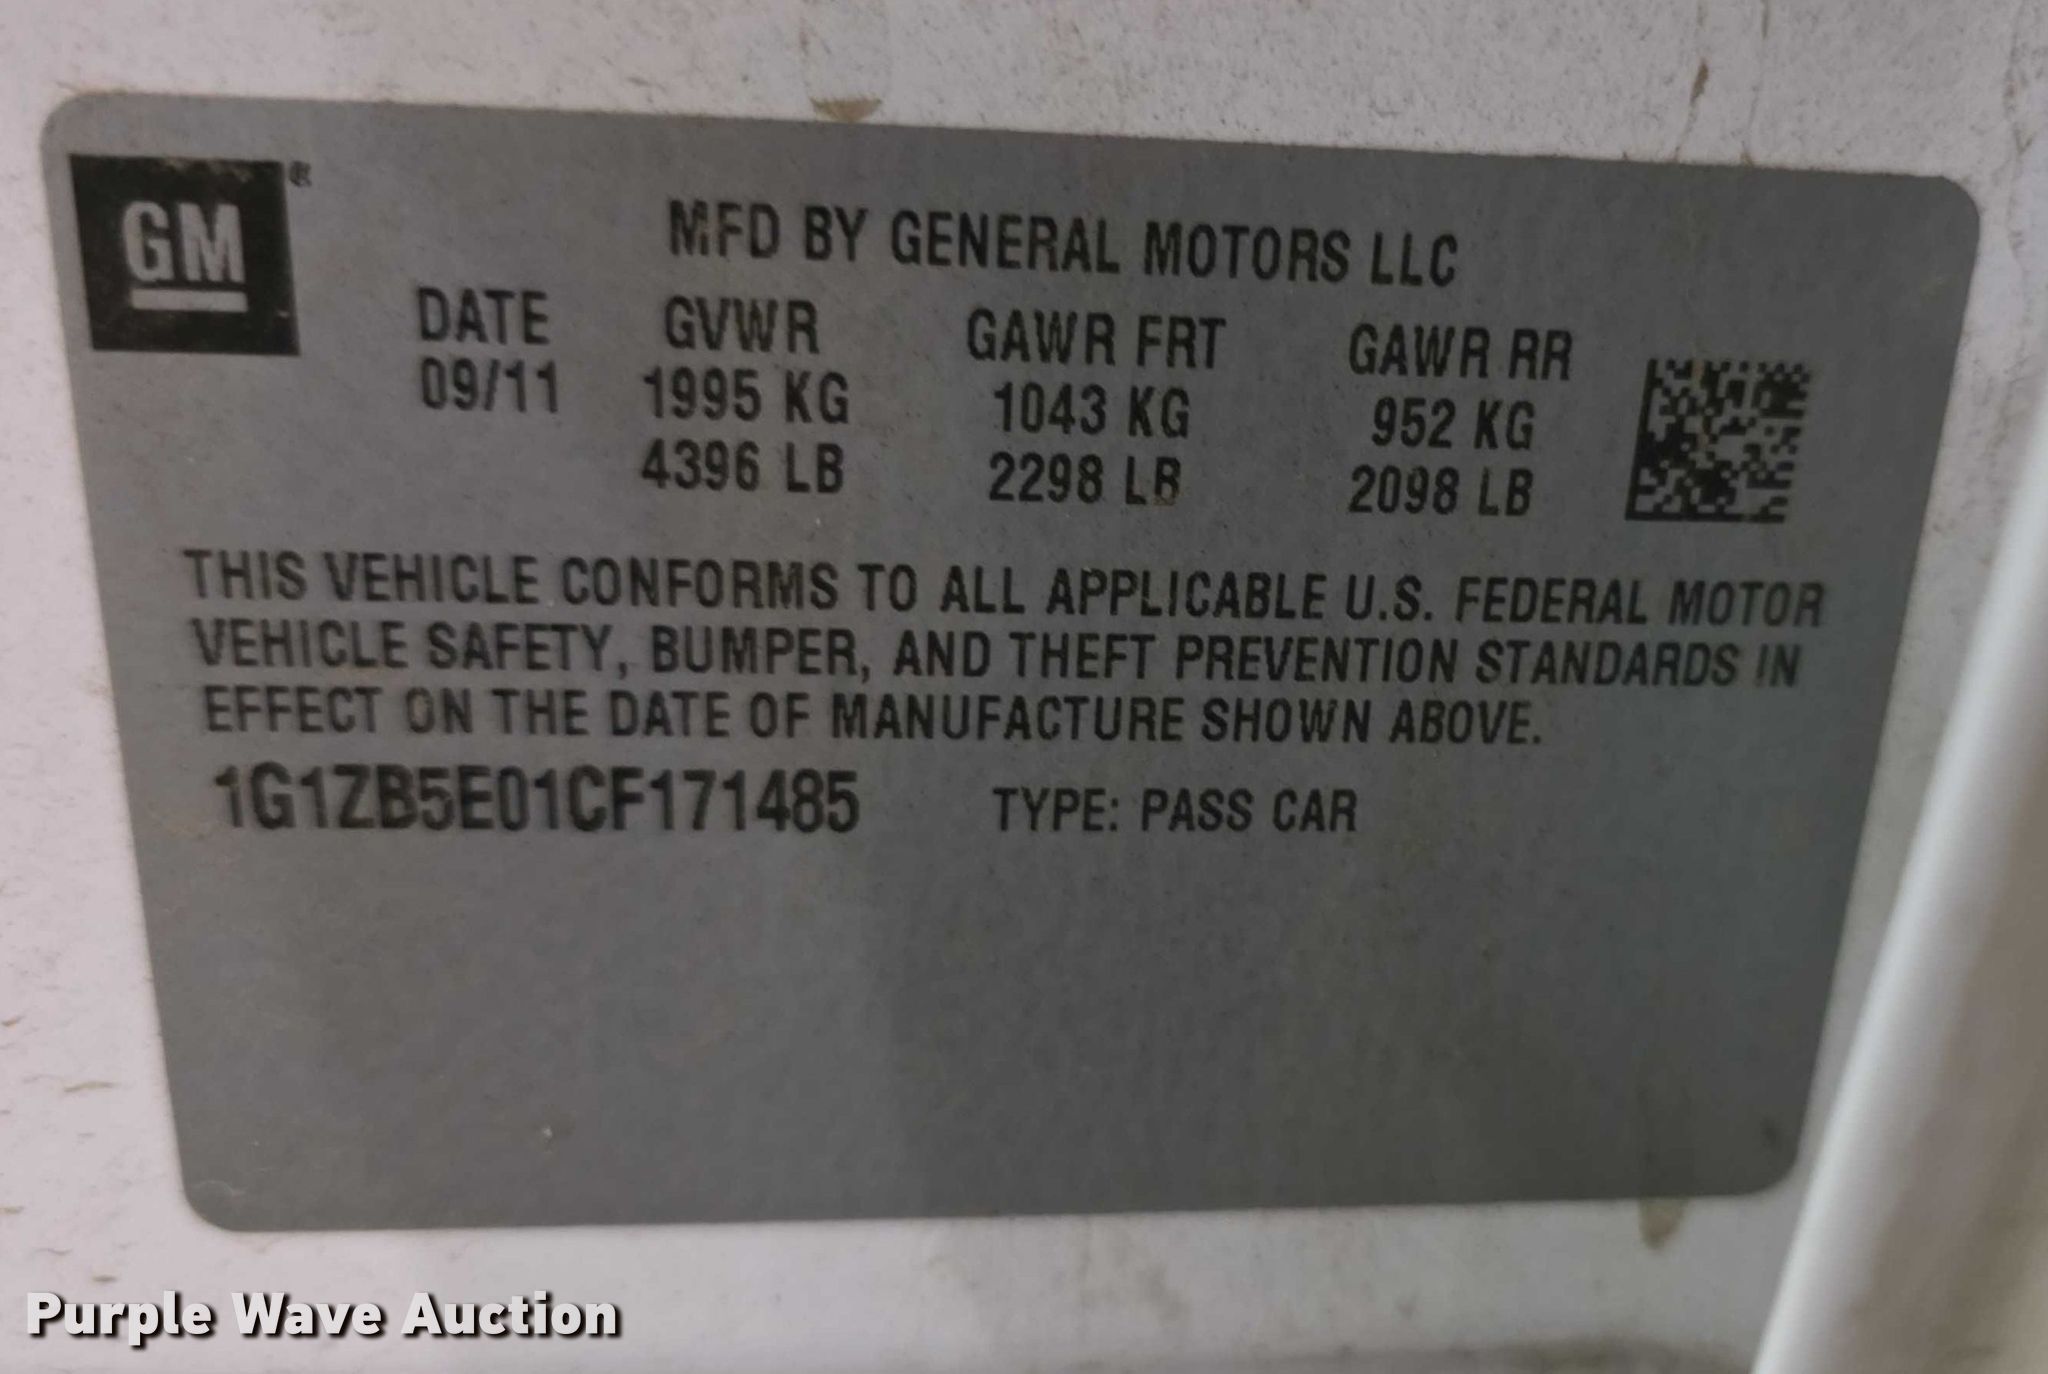 GM®
MFD BY GENERAL MOTORS LLC
DATE GVWR GAWR FRT GAWR RR
09/11 1995 KG 1043 KG 952 KG
4396 LB 2298 LB 2098 LB
THIS VEHICLE CONFORMS TO ALL APPLICABLE U.S. FEDERAL MOTOR
VEHICLE SAFETY, BUMPER, AND THEFT PREVENTION STANDARDS IN
EFFECT ON THE DATE OF MANUFACTURE SHOWN ABOVE.
1G1ZB5E01CF171485 TYPE: PASS CAR
Purple Wave Auction